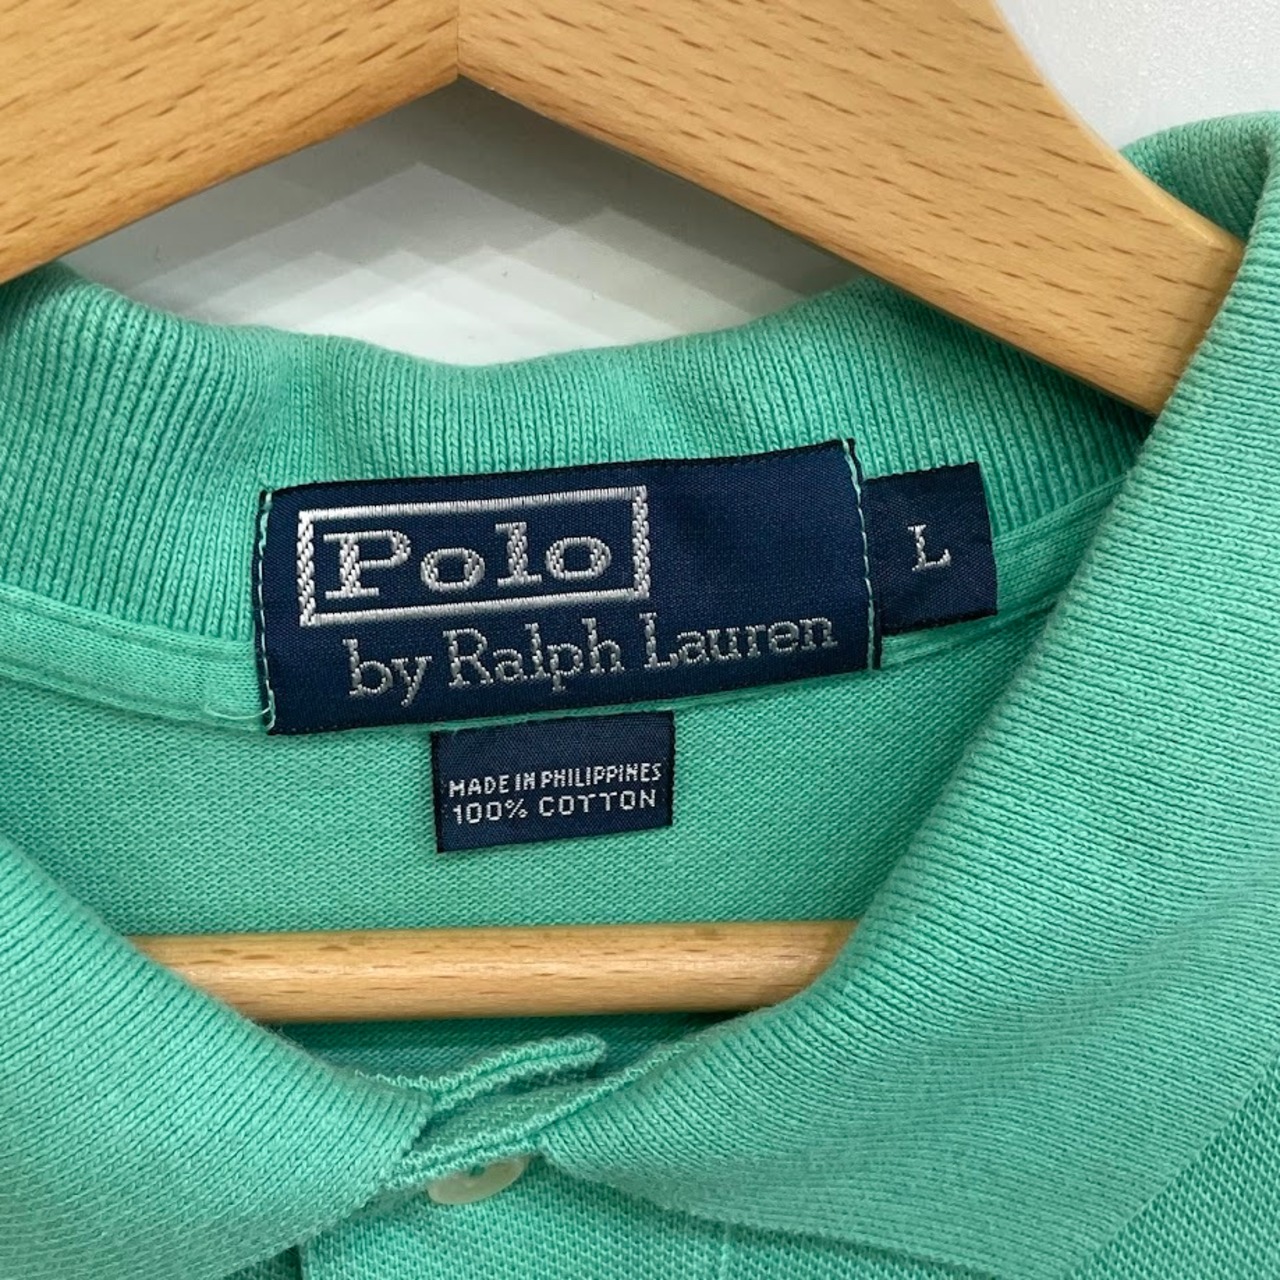 Polo
by Ralph Lauren
L
MADE IN PHILIPPINES
100% COTTON